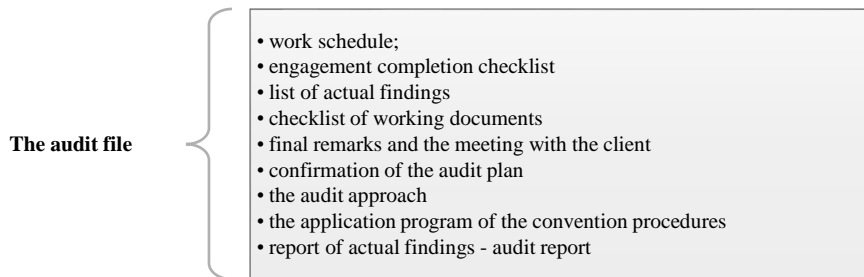 The audit file
• work schedule;
• engagement completion checklist
• list of actual findings
• checklist of working documents
• final remarks and the meeting with the client
• confirmation of the audit plan
• the audit approach
• the application program of the convention procedures
• report of actual findings - audit report